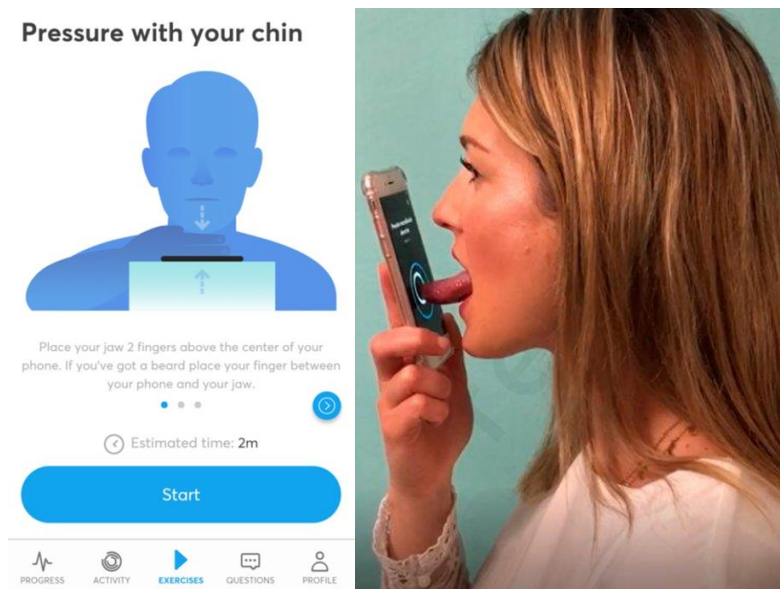 Pressure with your chin
Place your jaw 2 fingers above the center of your
phone. If you've got a beard place your finger between
your phone and your jaw.
Estimated time: 2m
Start
PROGRESS
ACTIVITY
EXERCISES
QUESTIONS
PROFILE